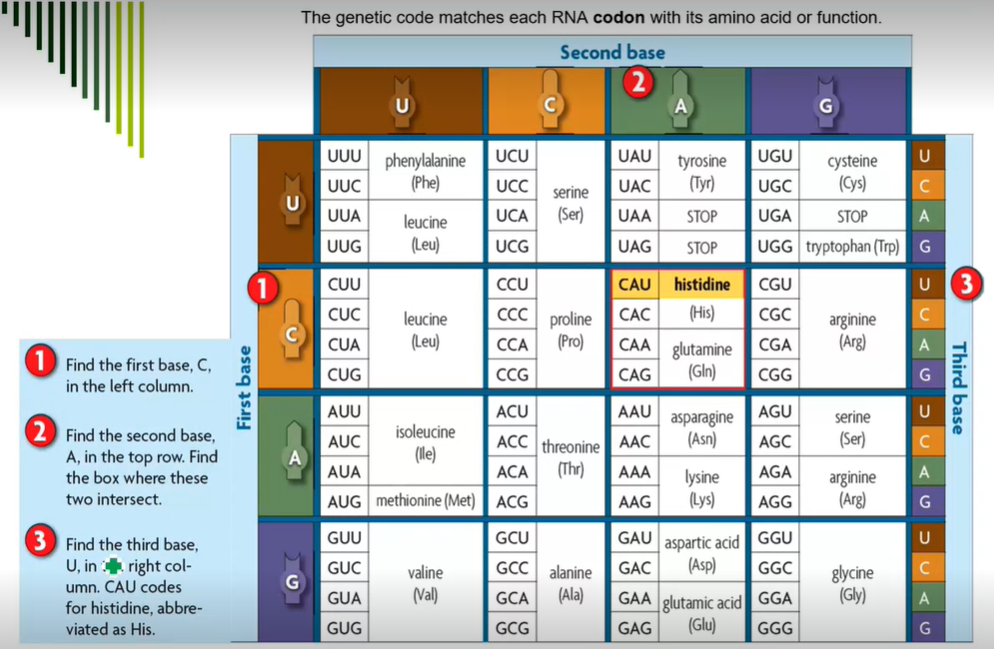 The genetic code matches each RNA codon with its amino acid or function.
Second base
2
U C A G
First base
Third base
1
3
U
UUU phenylalanine (Phe) UCU serine (Ser) UAU tyrosine (Tyr) UGU cysteine (Cys) U
UUC UCC UAC UGC C
UUA leucine (Leu) UCA UAA STOP UGA STOP A
UUG UCG UAG STOP UGG tryptophan (Trp) G
C
CUU leucine (Leu) CCU proline (Pro) CAU histidine (His) CGU arginine (Arg) U
CUC CCC CAC CGC C
CUA CCA CAA glutamine (Gln) CGA A
CUG CCG CAG CGG G
A
AUU isoleucine (Ile) ACU threonine (Thr) AAU asparagine (Asn) AGU serine (Ser) U
AUC ACC AAC AGC C
AUA ACA AAA lysine (Lys) AGA arginine (Arg) A
AUG methionine (Met) ACG AAG AGG G
G
GUU valine (Val) GCU alanine (Ala) GAU aspartic acid (Asp) GGU glycine (Gly) U
GUC GCC GAC GGC C
GUA GCA GAA glutamic acid (Glu) GGA A
GUG GCG GAG GGG G
1 Find the first base, C,
in the left column.
2 Find the second base,
A, in the top row. Find
the box where these
two intersect.
3 Find the third base,
U, in right col-
umn. CAU codes
for histidine, abbre-
viated as His.